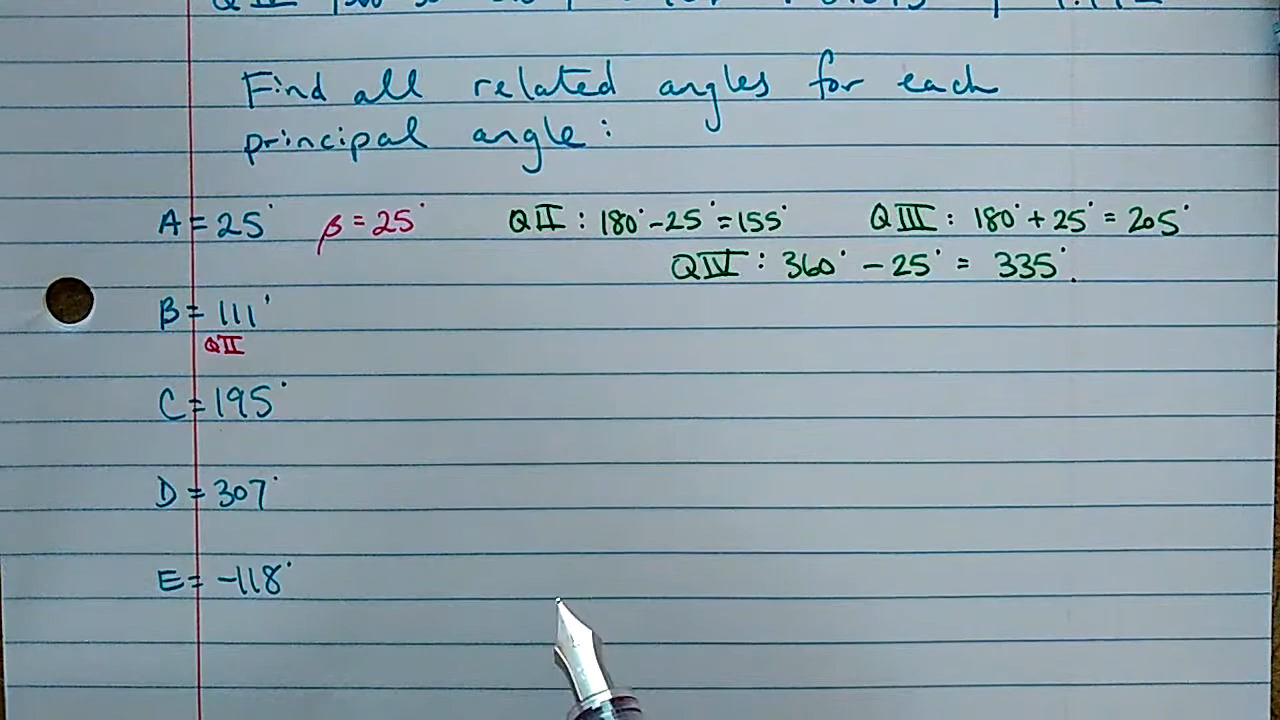 Find all related angles for each
principal angle:
A = 25° β = 25° QII: 180° - 25° = 155° QIII: 180° + 25° = 205°
QIV: 360° - 25° = 335°.
B = 111°
QII
C = 195°
D = 307°
E = -118°